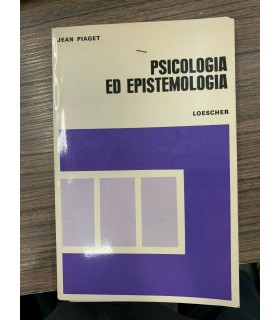 JEAN PIAGET
PSICOLOGIA
ED EPISTEMOLOGIA
LOESCHER